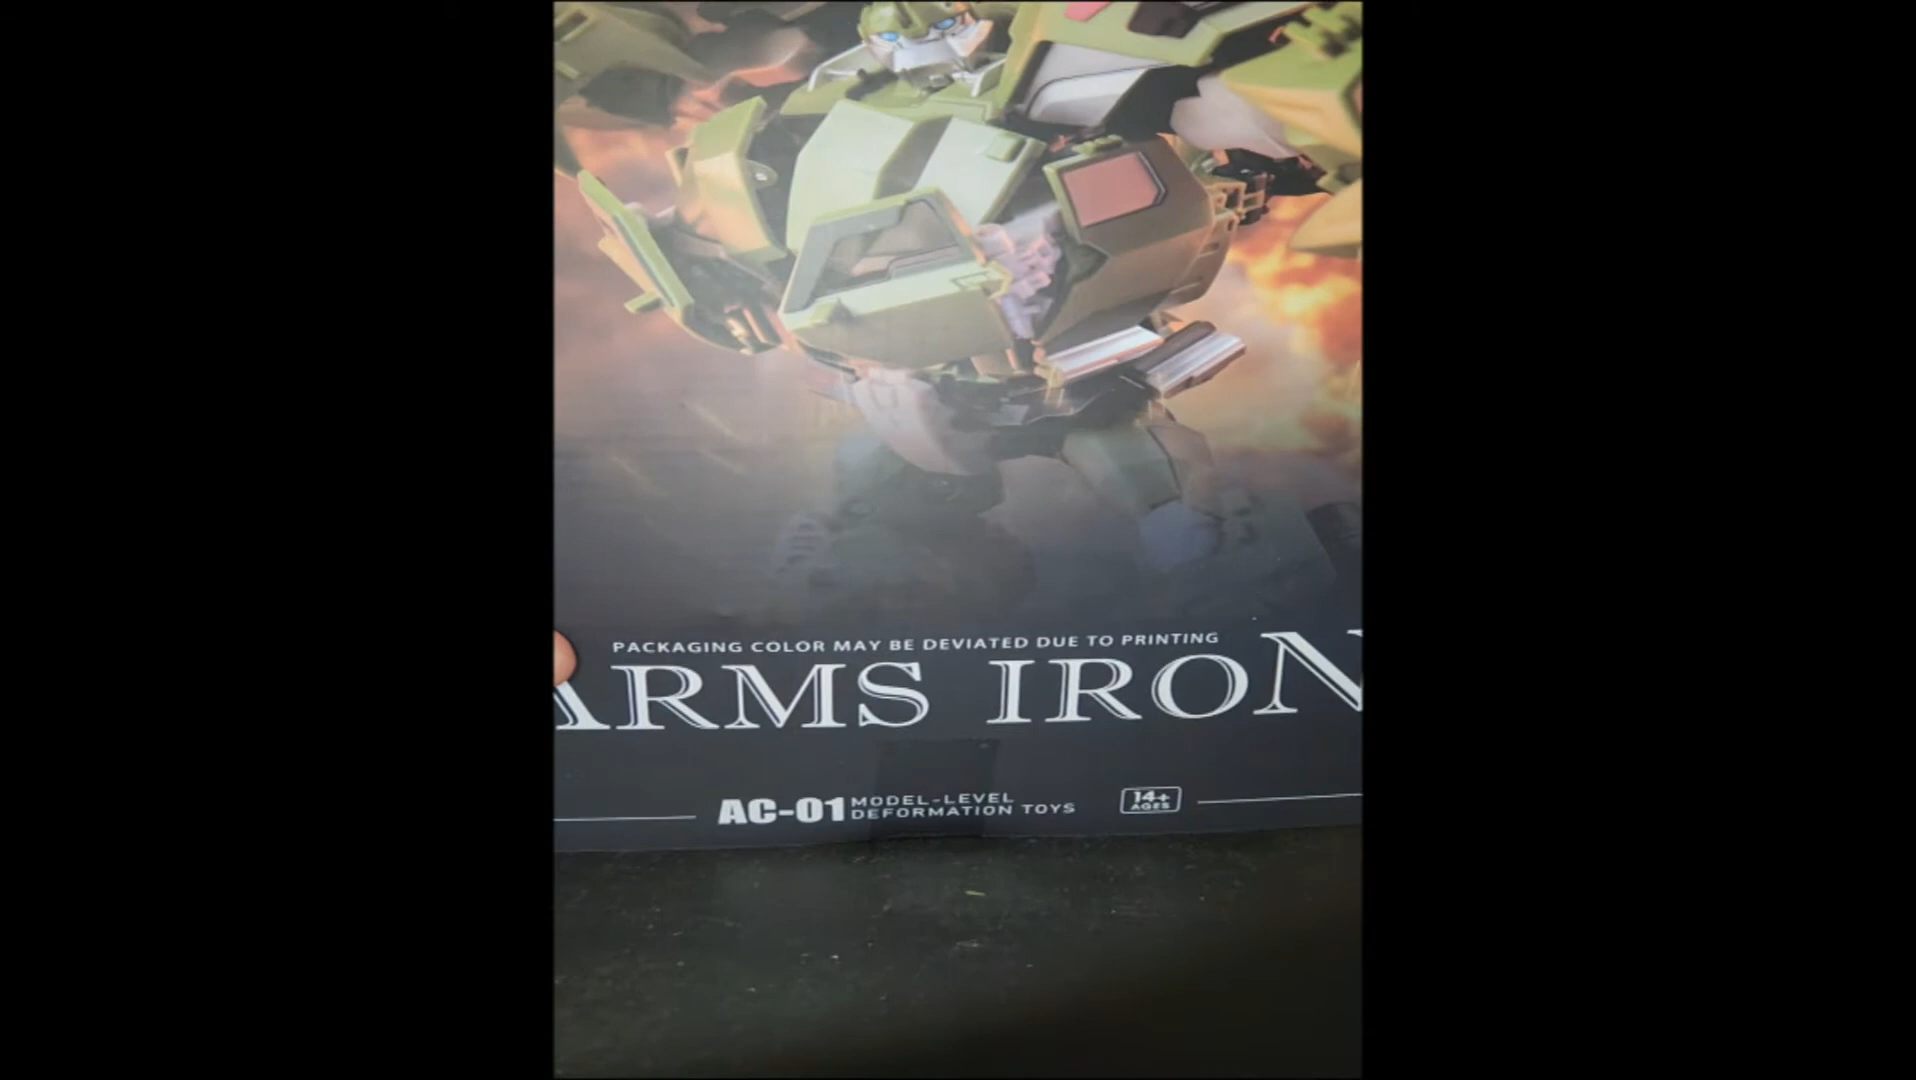 PACKAGING COLOR MAY BE DEVIATED DUE TO PRINTING
ARMS IRON
AC-01 MODEL-LEVEL
DEFORMATION TOYS
14+
AGES